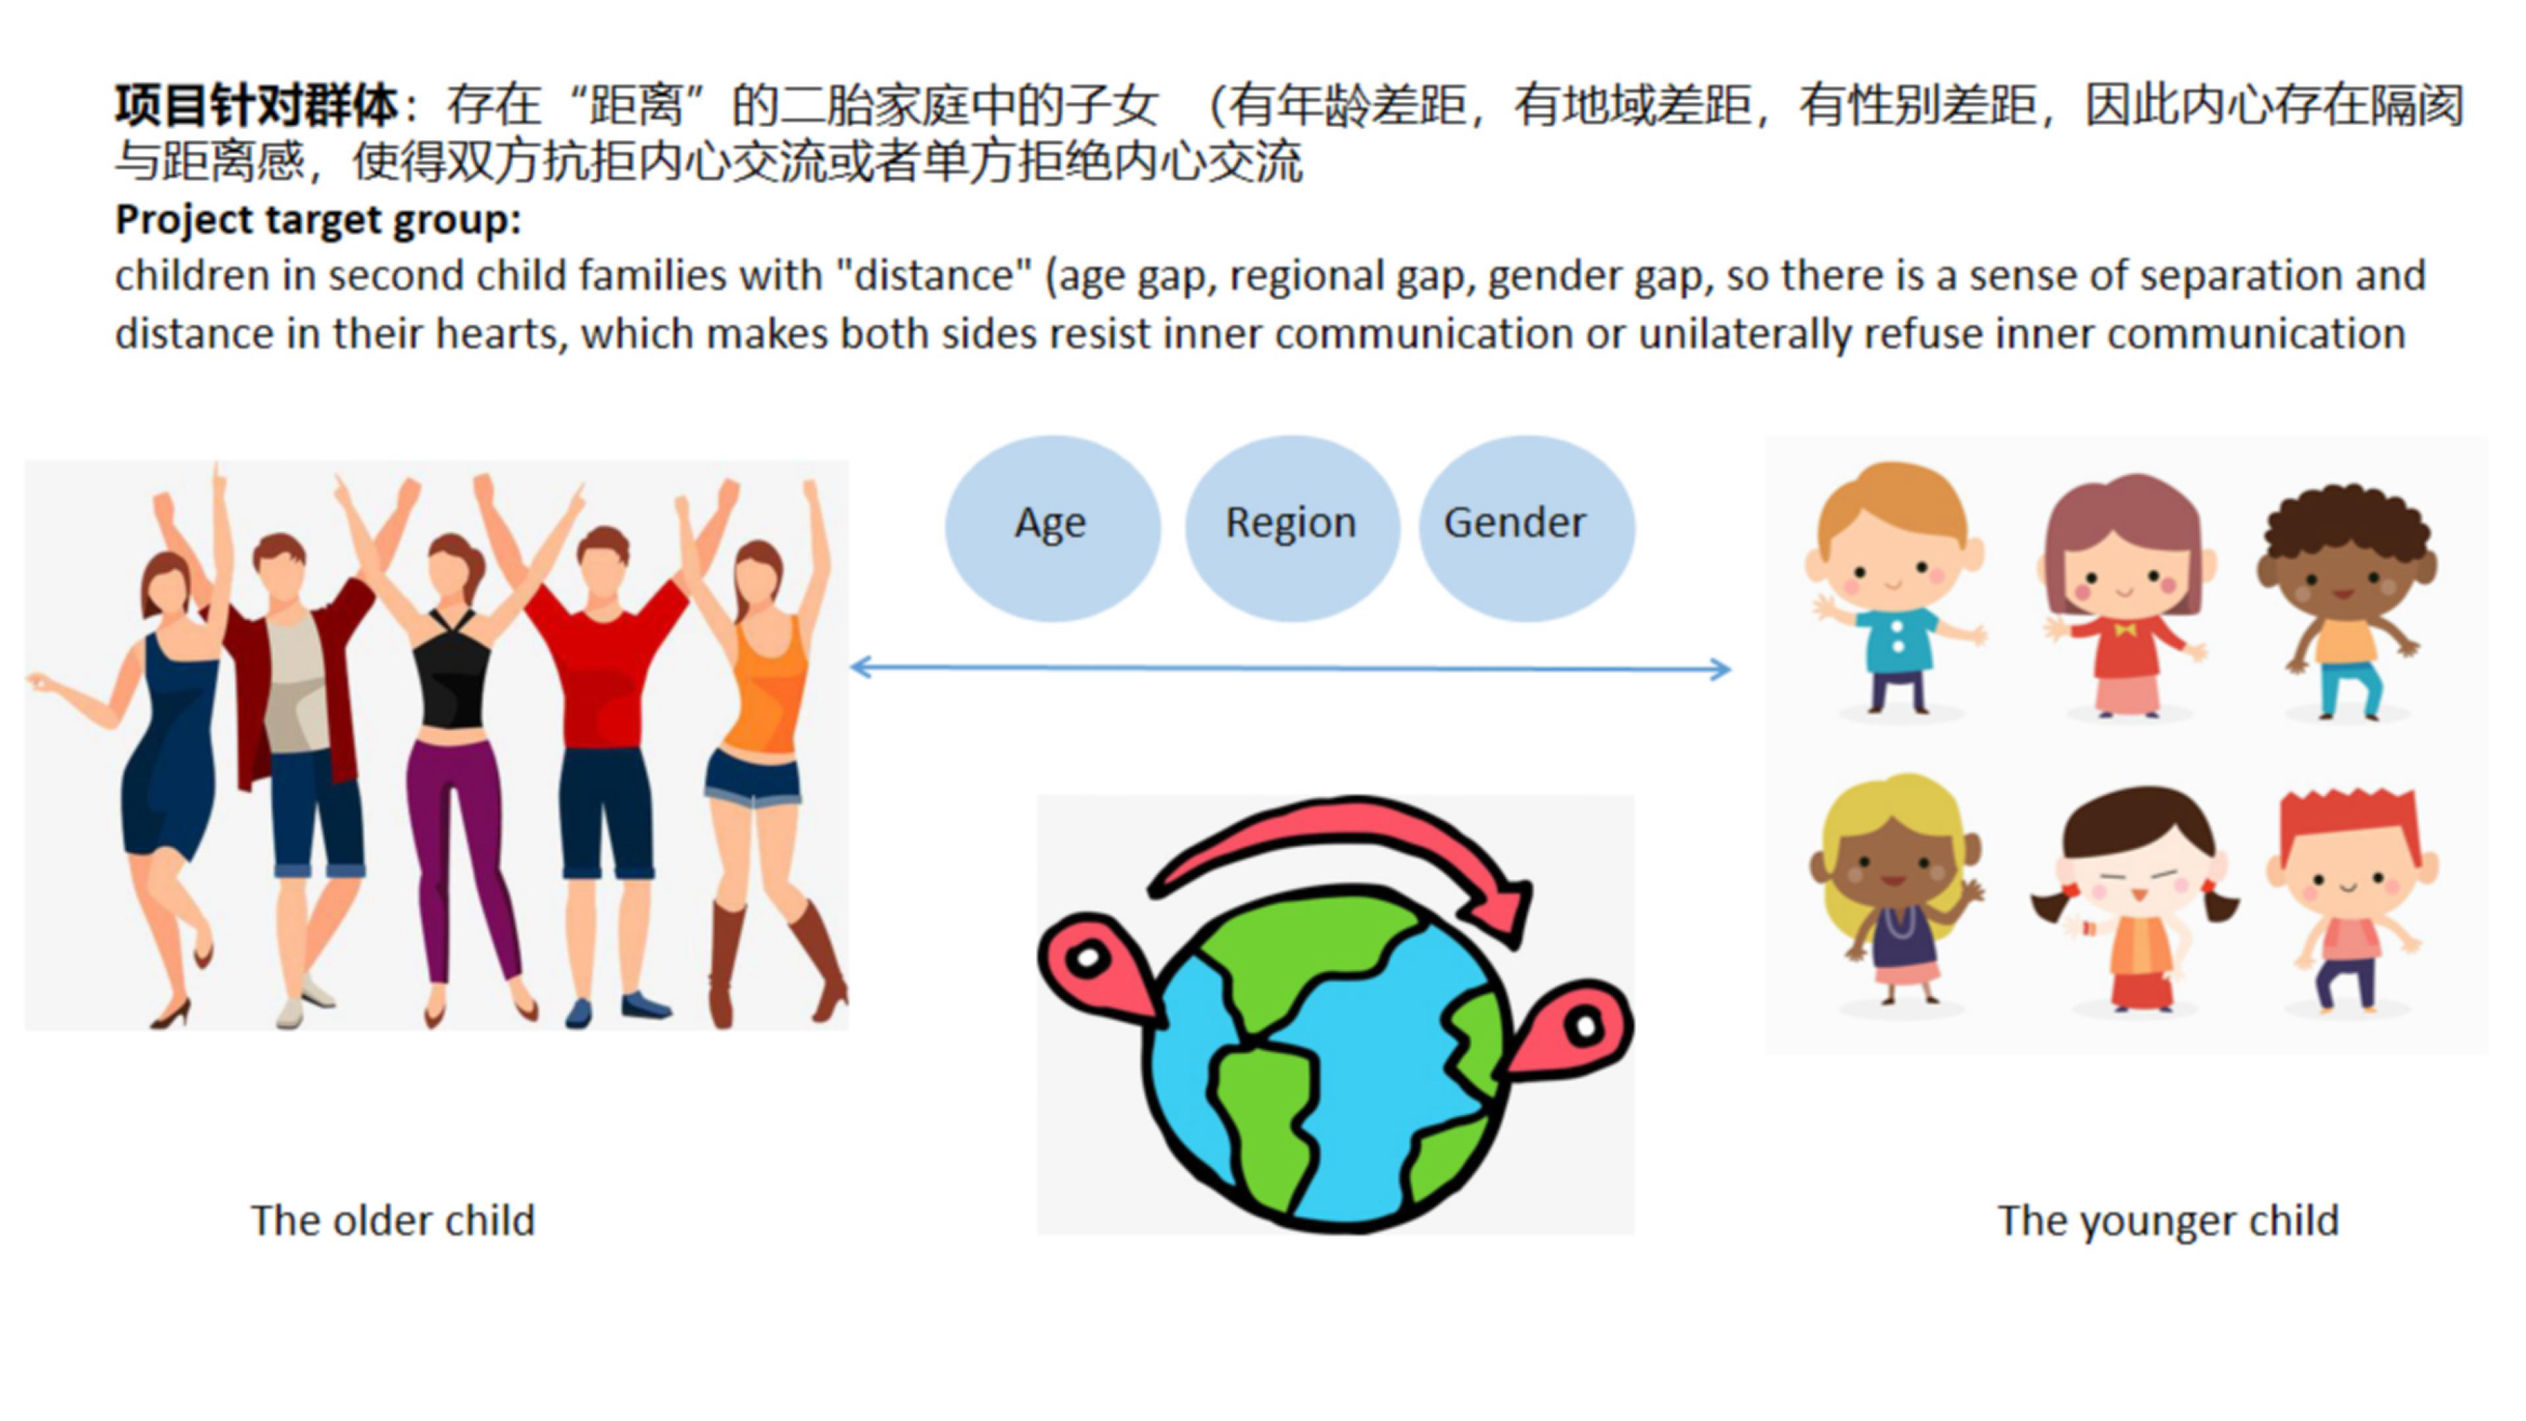 项目针对群体：存在“距离”的二胎家庭中的子女 （有年龄差距，有地域差距，有性别差距，因此内心存在隔阂
与距离感，使得双方抗拒内心交流或者单方拒绝内心交流
Project target group:
children in second child families with "distance" (age gap, regional gap, gender gap, so there is a sense of separation and
distance in their hearts, which makes both sides resist inner communication or unilaterally refuse inner communication
Age
Region
Gender
The older child
The younger child